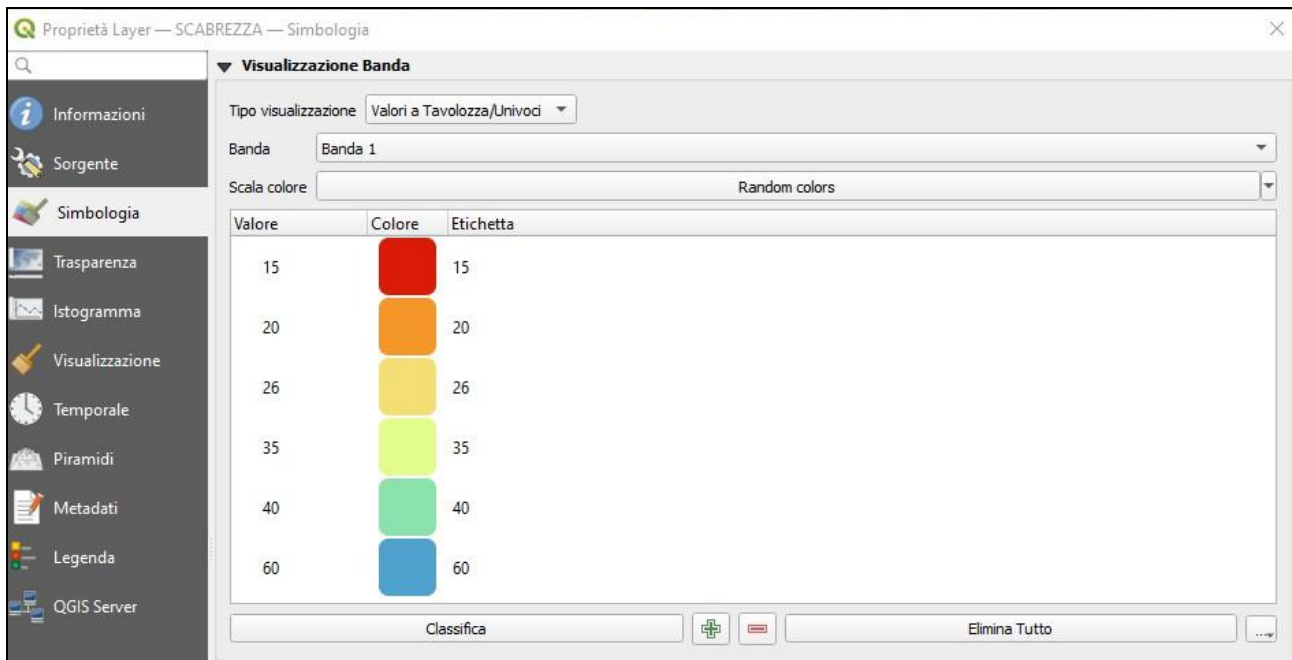 Proprietà Layer — SCABREZZA — Simbologia
Informazioni
Sorgente
Simbologia
Trasparenza
Istogramma
Visualizzazione
Temporale
Piramidi
Metadati
Legenda
QGIS Server
Visualizzazione Banda
Tipo visualizzazione Valori a Tavolozza/Univoci
Banda Banda 1
Scala colore Random colors
Valore Colore Etichetta
15 15
20 20
26 26
35 35
40 40
60 60
Classifica Elimina Tutto ...